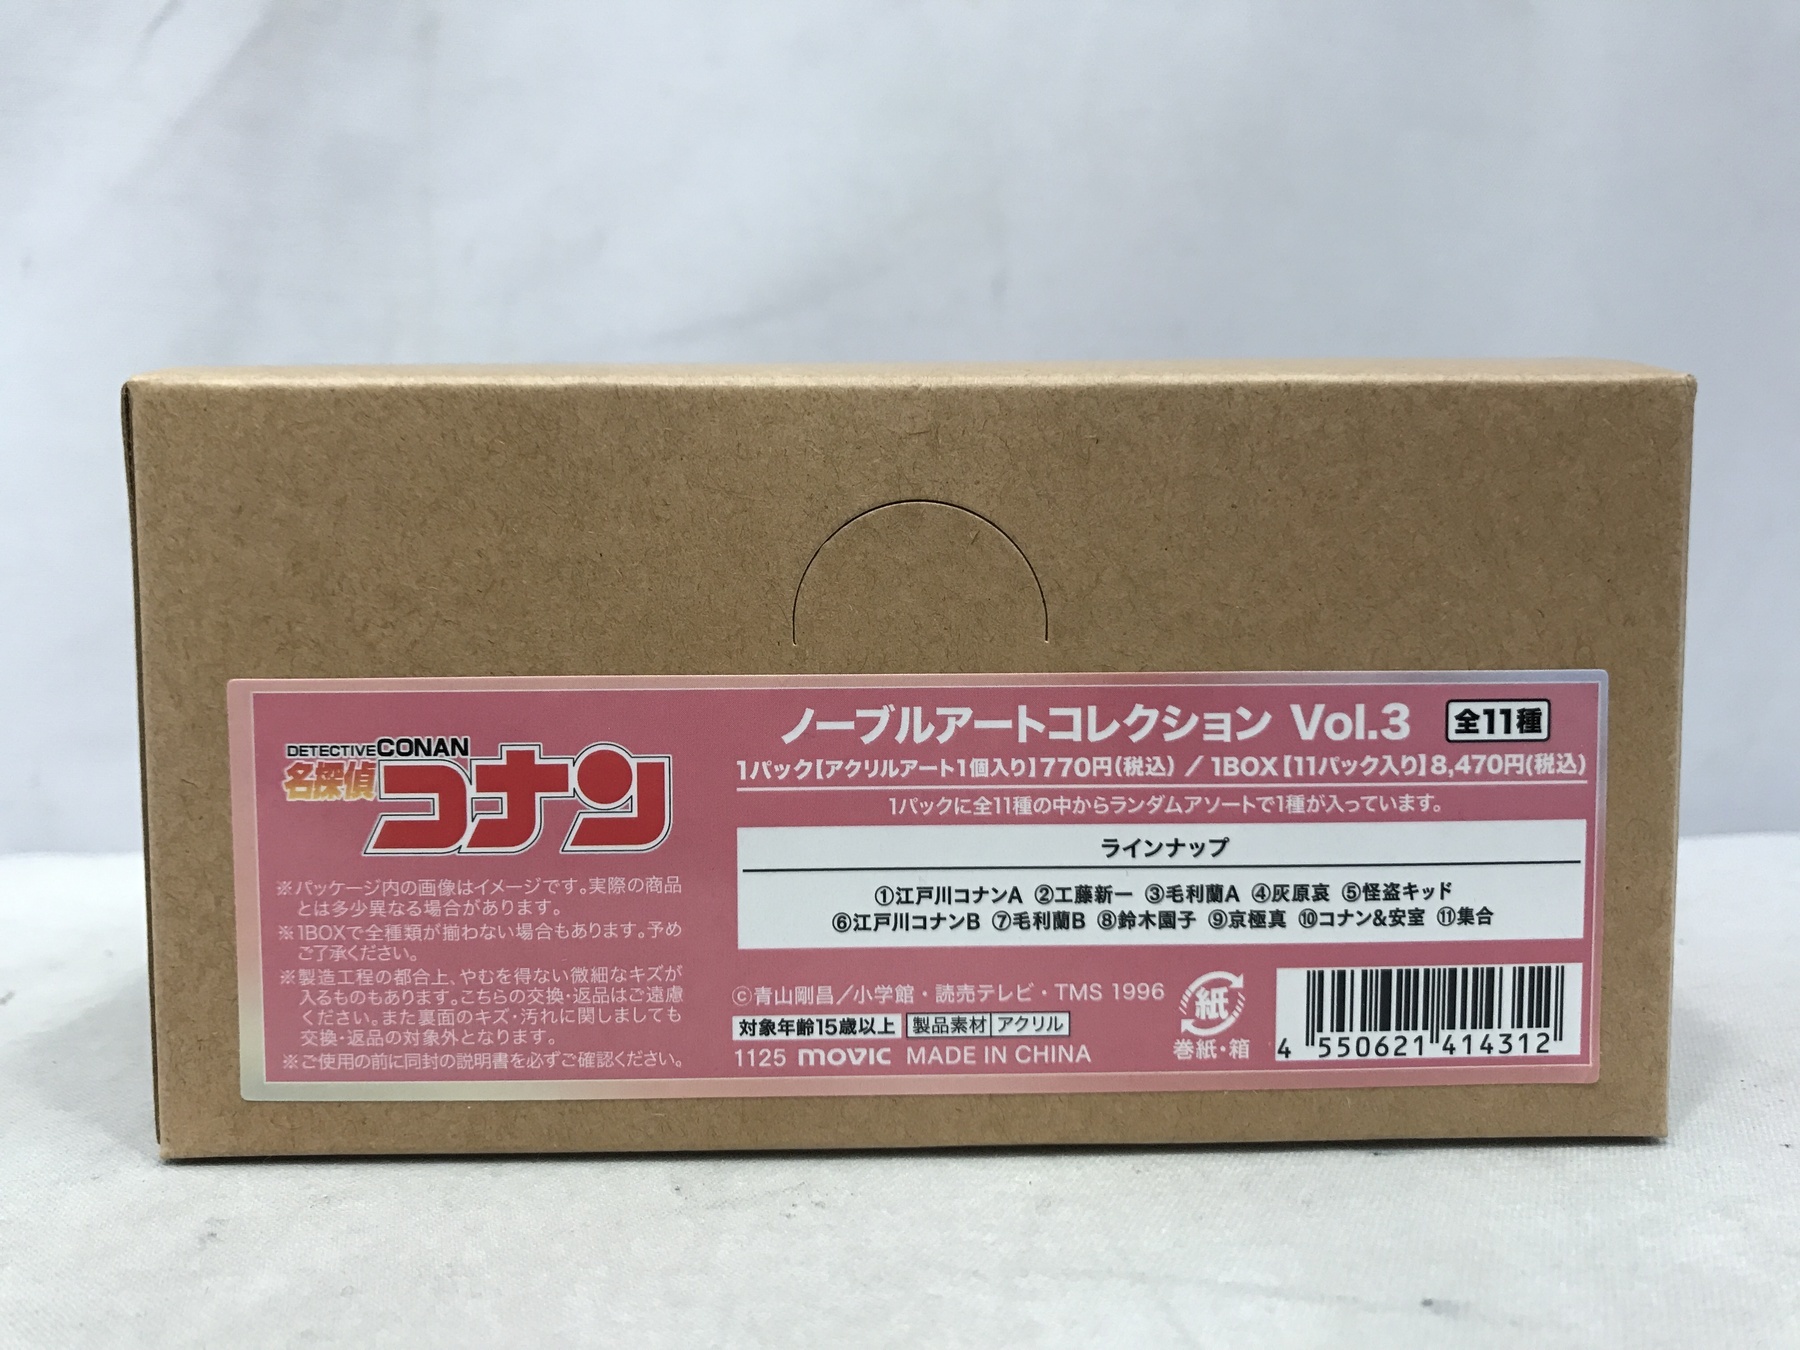 DETECTIVE CONAN
名探偵
コナン
※パッケージ内の画像はイメージです。実際の商品
とは多少異なる場合があります。
※1BOXで全種類が揃わない場合もあります。予め
ご了承ください。
※製造工程の都合上、やむを得ない微細なキズが
入るものもあります。こちらの交換・返品はご遠慮
ください。また裏面のキズ・汚れに関しましても
交換・返品の対象外となります。
※ご使用の前に同封の説明書を必ずご確認ください。
ノーブルアートコレクション Vol.3 全11種
1パック【アクリルアート1個入り】770円(税込) / 1BOX【11パック入り】8,470円(税込)
1パックに全11種の中からランダムアソートで1種が入っています。
ラインナップ
①江戸川コナンA ②工藤新一 ③毛利蘭A ④灰原哀 ⑤怪盗キッド
⑥江戸川コナンB ⑦毛利蘭B ⑧鈴木園子 ⑨京極真 ⑩コナン&安室 ⑪集合
©青山剛昌／小学館・読売テレビ・TMS 1996
対象年齢15歳以上 製品素材 アクリル
1125 movic MADE IN CHINA
紙
巻紙・箱
4 550621 414312